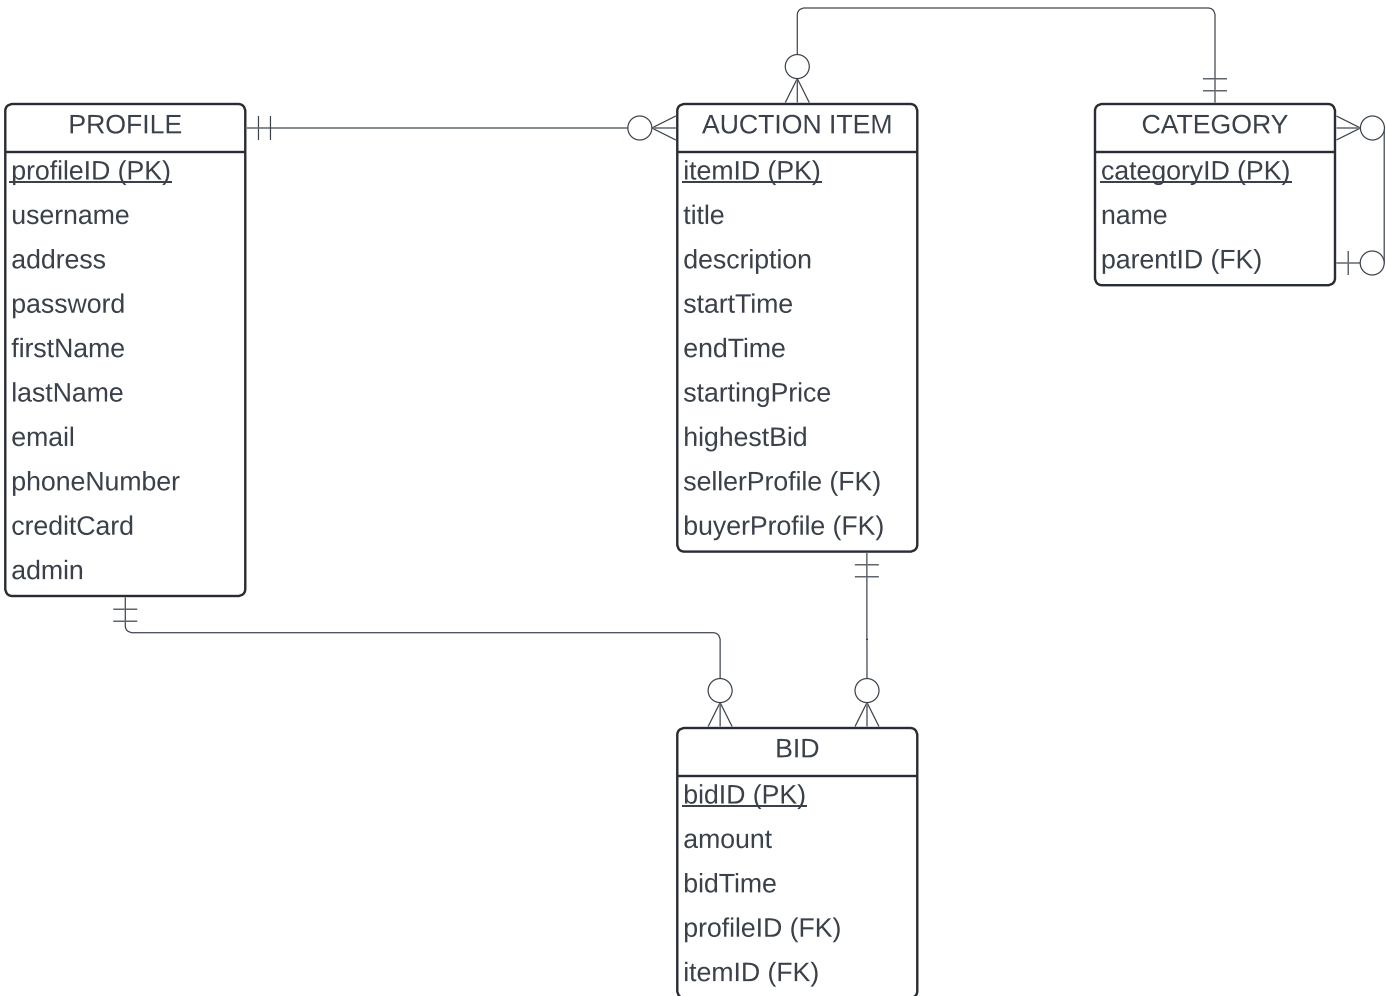 PROFILE
profileID (PK)
username
address
password
firstName
lastName
email
phoneNumber
creditCard
admin
AUCTION ITEM
itemID (PK)
title
description
startTime
endTime
startingPrice
highestBid
sellerProfile (FK)
buyerProfile (FK)
CATEGORY
categoryID (PK)
name
parentID (FK)
BID
bidID (PK)
amount
bidTime
profileID (FK)
itemID (FK)